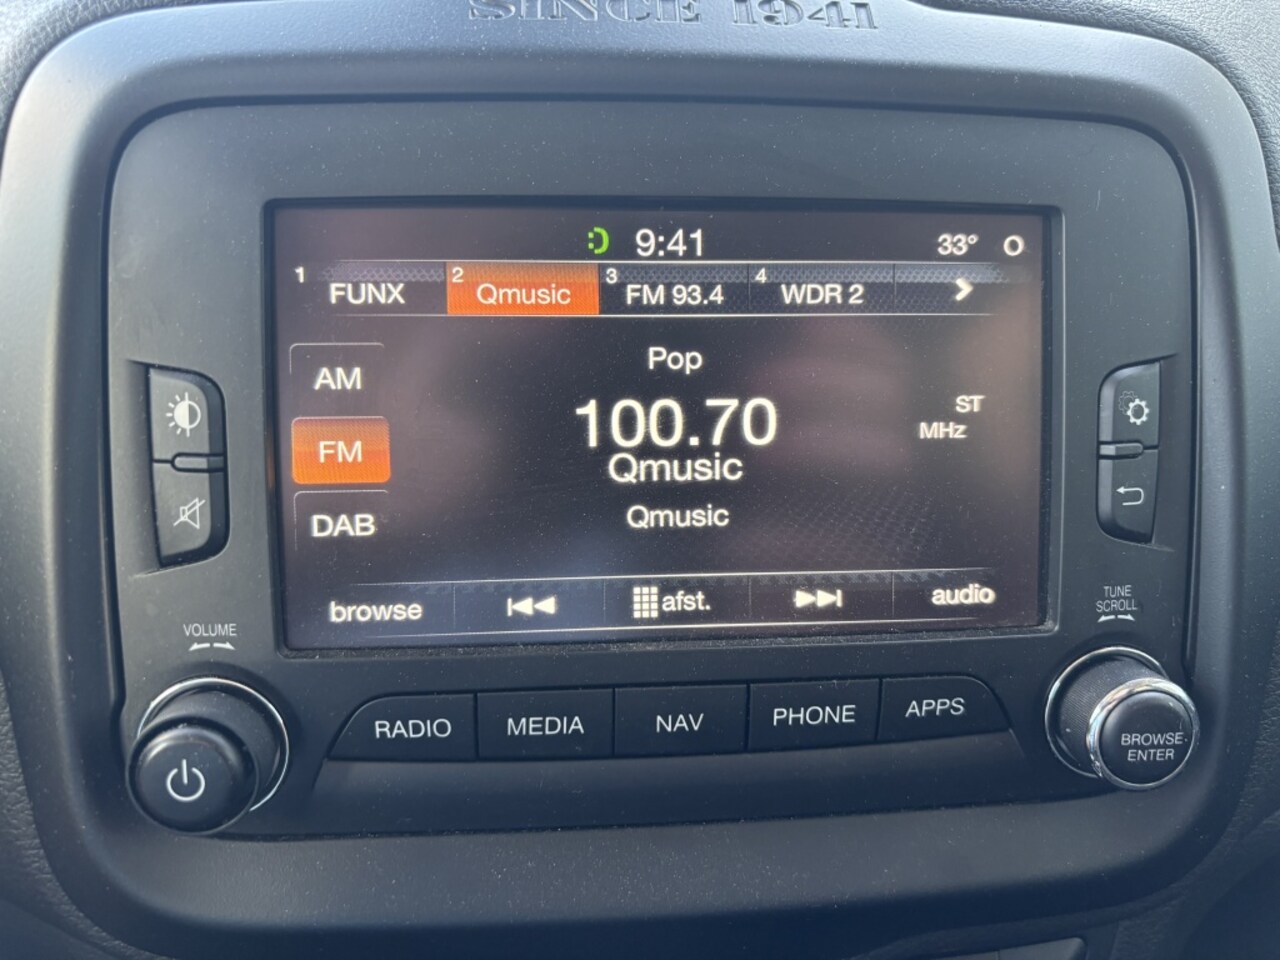 SINCE 1941
9:41 33° O
1 FUNX 2 Qmusic 3 FM 93.4 4 WDR 2
Pop
AM
100.70 ST
MHz
FM
Qmusic
DAB Qmusic
browse afst. audio
VOLUME
TUNE
SCROLL
RADIO MEDIA NAV PHONE APPS
BROWSE
ENTER